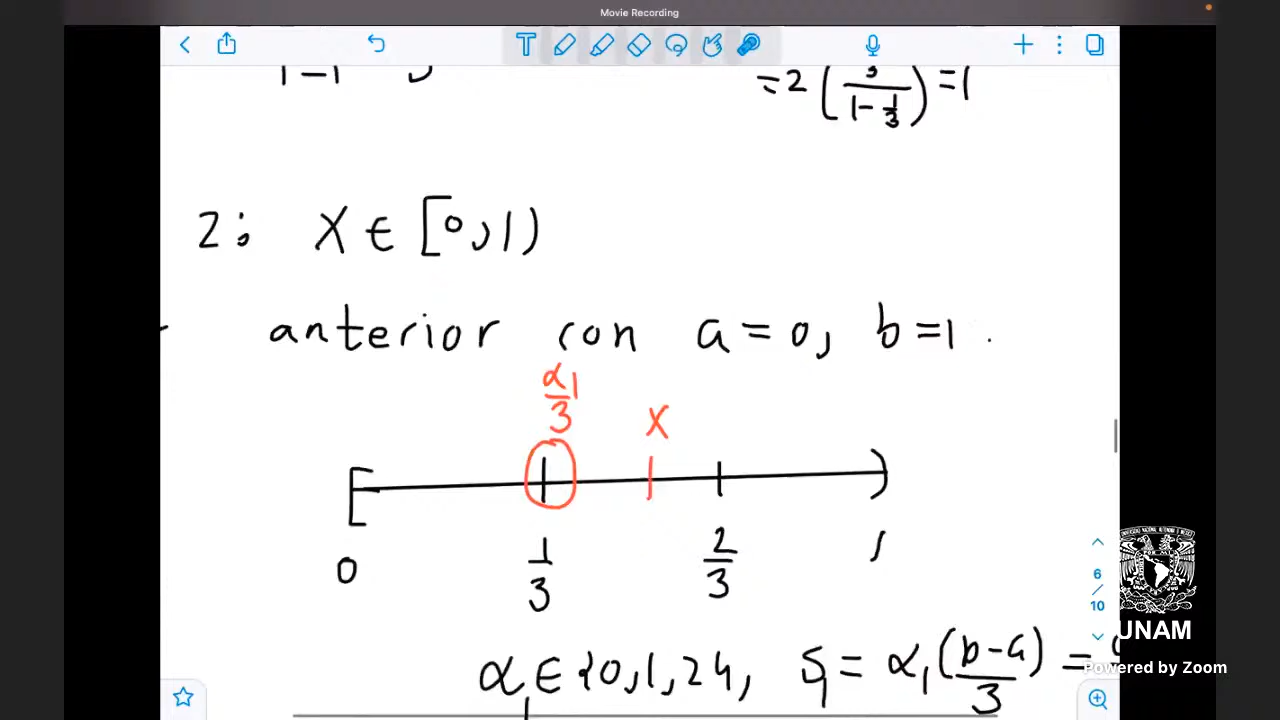 Movie Recording
= 2 ( 3 / (1 - 1/3) ) = 1
2: X ∈ [0, 1)
anterior con a = 0, b = 1.
α1/3 X
0 1/3 2/3 1
α1 ∈ {0, 1, 2}, S1 = α1 (b-a)/3 =
6
/
10
UNAM
Powered by Zoom